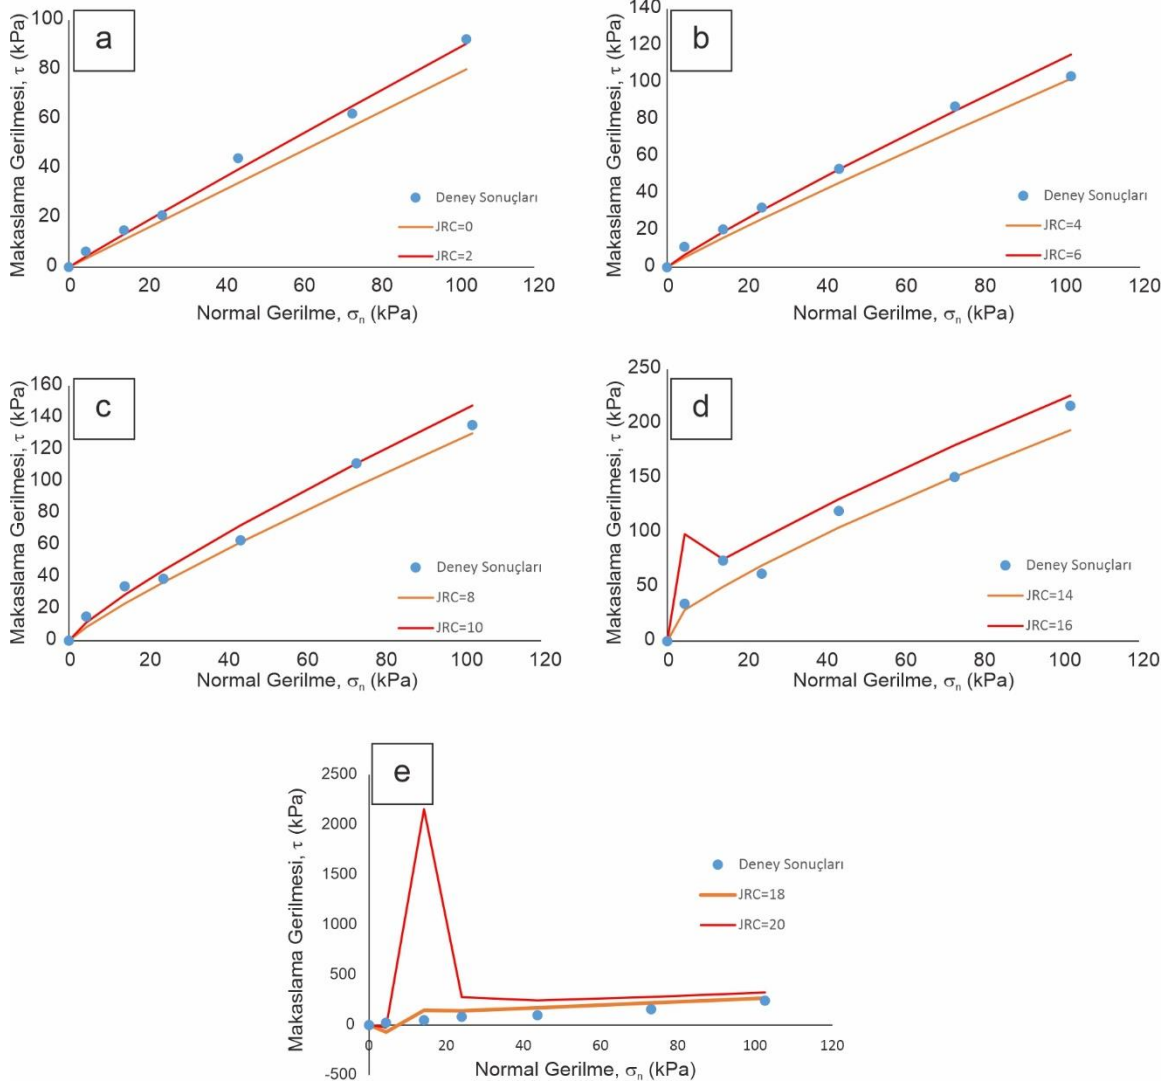 a
Makaslama Gerilmesi, τ (kPa)
100
80
60
40
20
0
0 20 40 60 80 100 120
Normal Gerilme, σn (kPa)
Deney Sonuçları
JRC=0
JRC=2
b
Makaslama Gerilmesi, τ (kPa)
140
120
100
80
60
40
20
0
0 20 40 60 80 100 120
Normal Gerilme, σn (kPa)
Deney Sonuçları
JRC=4
JRC=6
c
Makaslama Gerilmesi, τ (kPa)
160
140
120
100
80
60
40
20
0
0 20 40 60 80 100 120
Normal Gerilme, σn (kPa)
Deney Sonuçları
JRC=8
JRC=10
d
Makaslama Gerilmesi, τ (kPa)
250
200
150
100
50
0
0 20 40 60 80 100 120
Normal Gerilme, σn (kPa)
Deney Sonuçları
JRC=14
JRC=16
e
Makaslama Gerilmesi, τ (kPa)
2500
2000
1500
1000
500
0
-500
0 20 40 60 80 100 120
Normal Gerilme, σn (kPa)
Deney Sonuçları
JRC=18
JRC=20